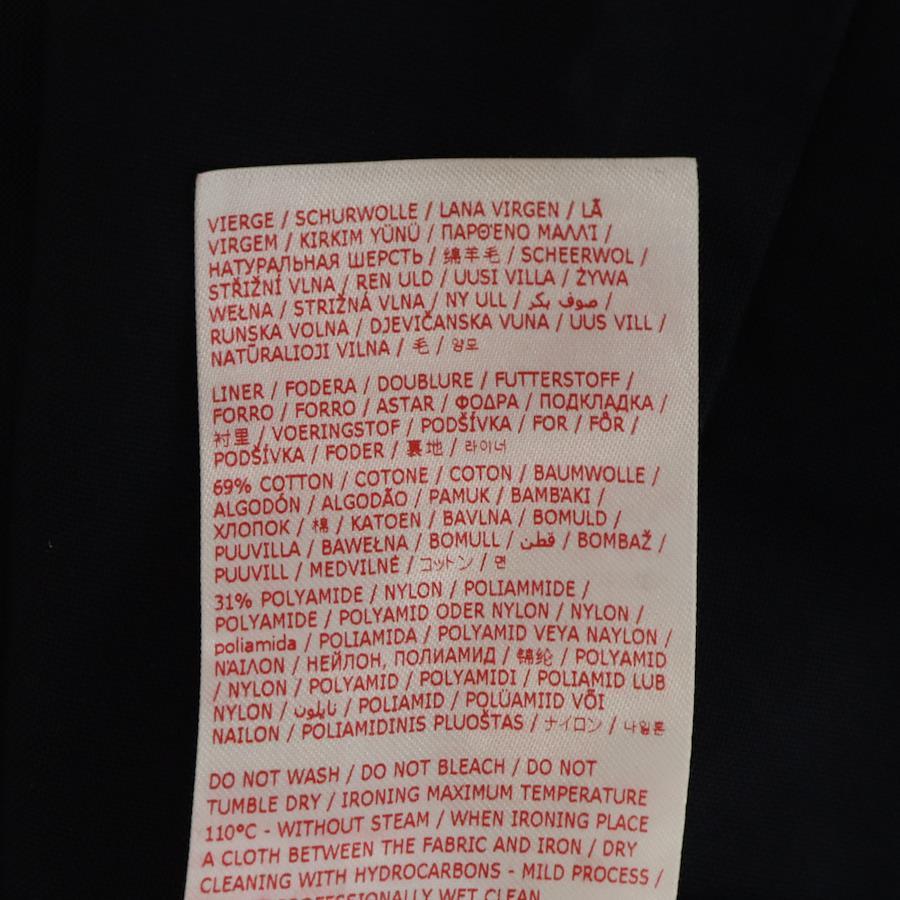 VIERGE / SCHURWOLLE / LANA VIRGEN / LÃ
VIRGEM / KIRKIM YÜNÜ / ΠΑΡΘΈΝΟ ΜΑΛΛΊ /
НАТУРАЛЬНАЯ ШЕРСТЬ / 绵羊毛 / SCHEERWOL /
STŘIŽNÍ VLNA / REN ULD / UUSI VILLA / ŻYWA
WEŁNA / STRIŽNÁ VLNA / NY ULL / صوف بكر /
RUNSKA VOLNA / DJEVIČANSKA VUNA / UUS VILL /
NATŪRALIOJI VILNA / 毛 / 양모
LINER / FODERA / DOUBLURE / FUTTERSTOFF /
FORRO / FORRO / ASTAR / ΦΟΔΡΑ / ПОДКЛАДКА /
衬里 / VOERINGSTOF / PODŠÍVKA / FOR / FÔR /
PODŠÍVKA / FODER / 裏地 / 라이너
69% COTTON / COTONE / COTON / BAUMWOLLE /
ALGODÓN / ALGODÃO / PAMUK / ΒΑΜΒΆΚΙ /
ХЛОПОК / 棉 / KATOEN / BAVLNA / BOMULD /
PUUVILLA / BAWEŁNA / BOMULL / قطن / BOMBAŽ /
PUUVILL / MEDVILNĖ / コットン / 면
31% POLYAMIDE / NYLON / POLIAMMIDE /
POLYAMIDE / POLYAMID ODER NYLON / NYLON /
poliamida / POLIAMIDA / POLYAMID VEYA NAYLON /
ΝΆΙΛΟΝ / НЕЙЛОН, ПОЛИАМИД / 锦纶 / POLYAMID
/ NYLON / POLYAMID / POLYAMIDI / POLIAMID LUB
NYLON / نايلون / POLIAMID / POLÜAMIID VÕI
NAILON / POLIAMIDINIS PLUOŠTAS / ナイロン / 나일론
DO NOT WASH / DO NOT BLEACH / DO NOT
TUMBLE DRY / IRONING MAXIMUM TEMPERATURE
110°C - WITHOUT STEAM / WHEN IRONING PLACE
A CLOTH BETWEEN THE FABRIC AND IRON / DRY
CLEANING WITH HYDROCARBONS - MILD PROCESS /
PROFESSIONALLY WET CLEAN